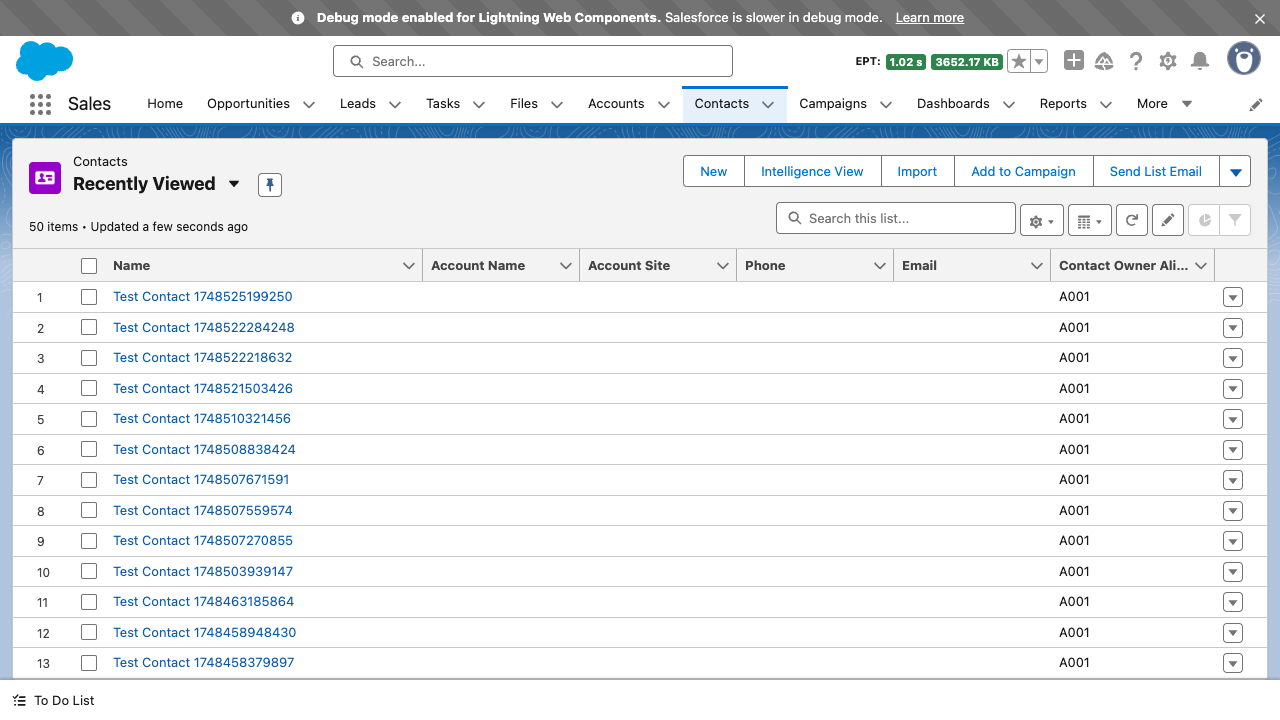 Debug mode enabled for Lightning Web Components. Salesforce is slower in debug mode. Learn more
Search...
EPT: 1.02 s 3652.17 KB
Sales Home Opportunities Leads Tasks Files Accounts Contacts Campaigns Dashboards Reports More
Contacts
Recently Viewed
New Intelligence View Import Add to Campaign Send List Email
50 items • Updated a few seconds ago
Search this list...
Name Account Name Account Site Phone Email Contact Owner Ali...
1 Test Contact 1748525199250 A001
2 Test Contact 1748522284248 A001
3 Test Contact 1748522218632 A001
4 Test Contact 1748521503426 A001
5 Test Contact 1748510321456 A001
6 Test Contact 1748508838424 A001
7 Test Contact 1748507671591 A001
8 Test Contact 1748507559574 A001
9 Test Contact 1748507270855 A001
10 Test Contact 1748503939147 A001
11 Test Contact 1748463185864 A001
12 Test Contact 1748458948430 A001
13 Test Contact 1748458379897 A001
To Do List